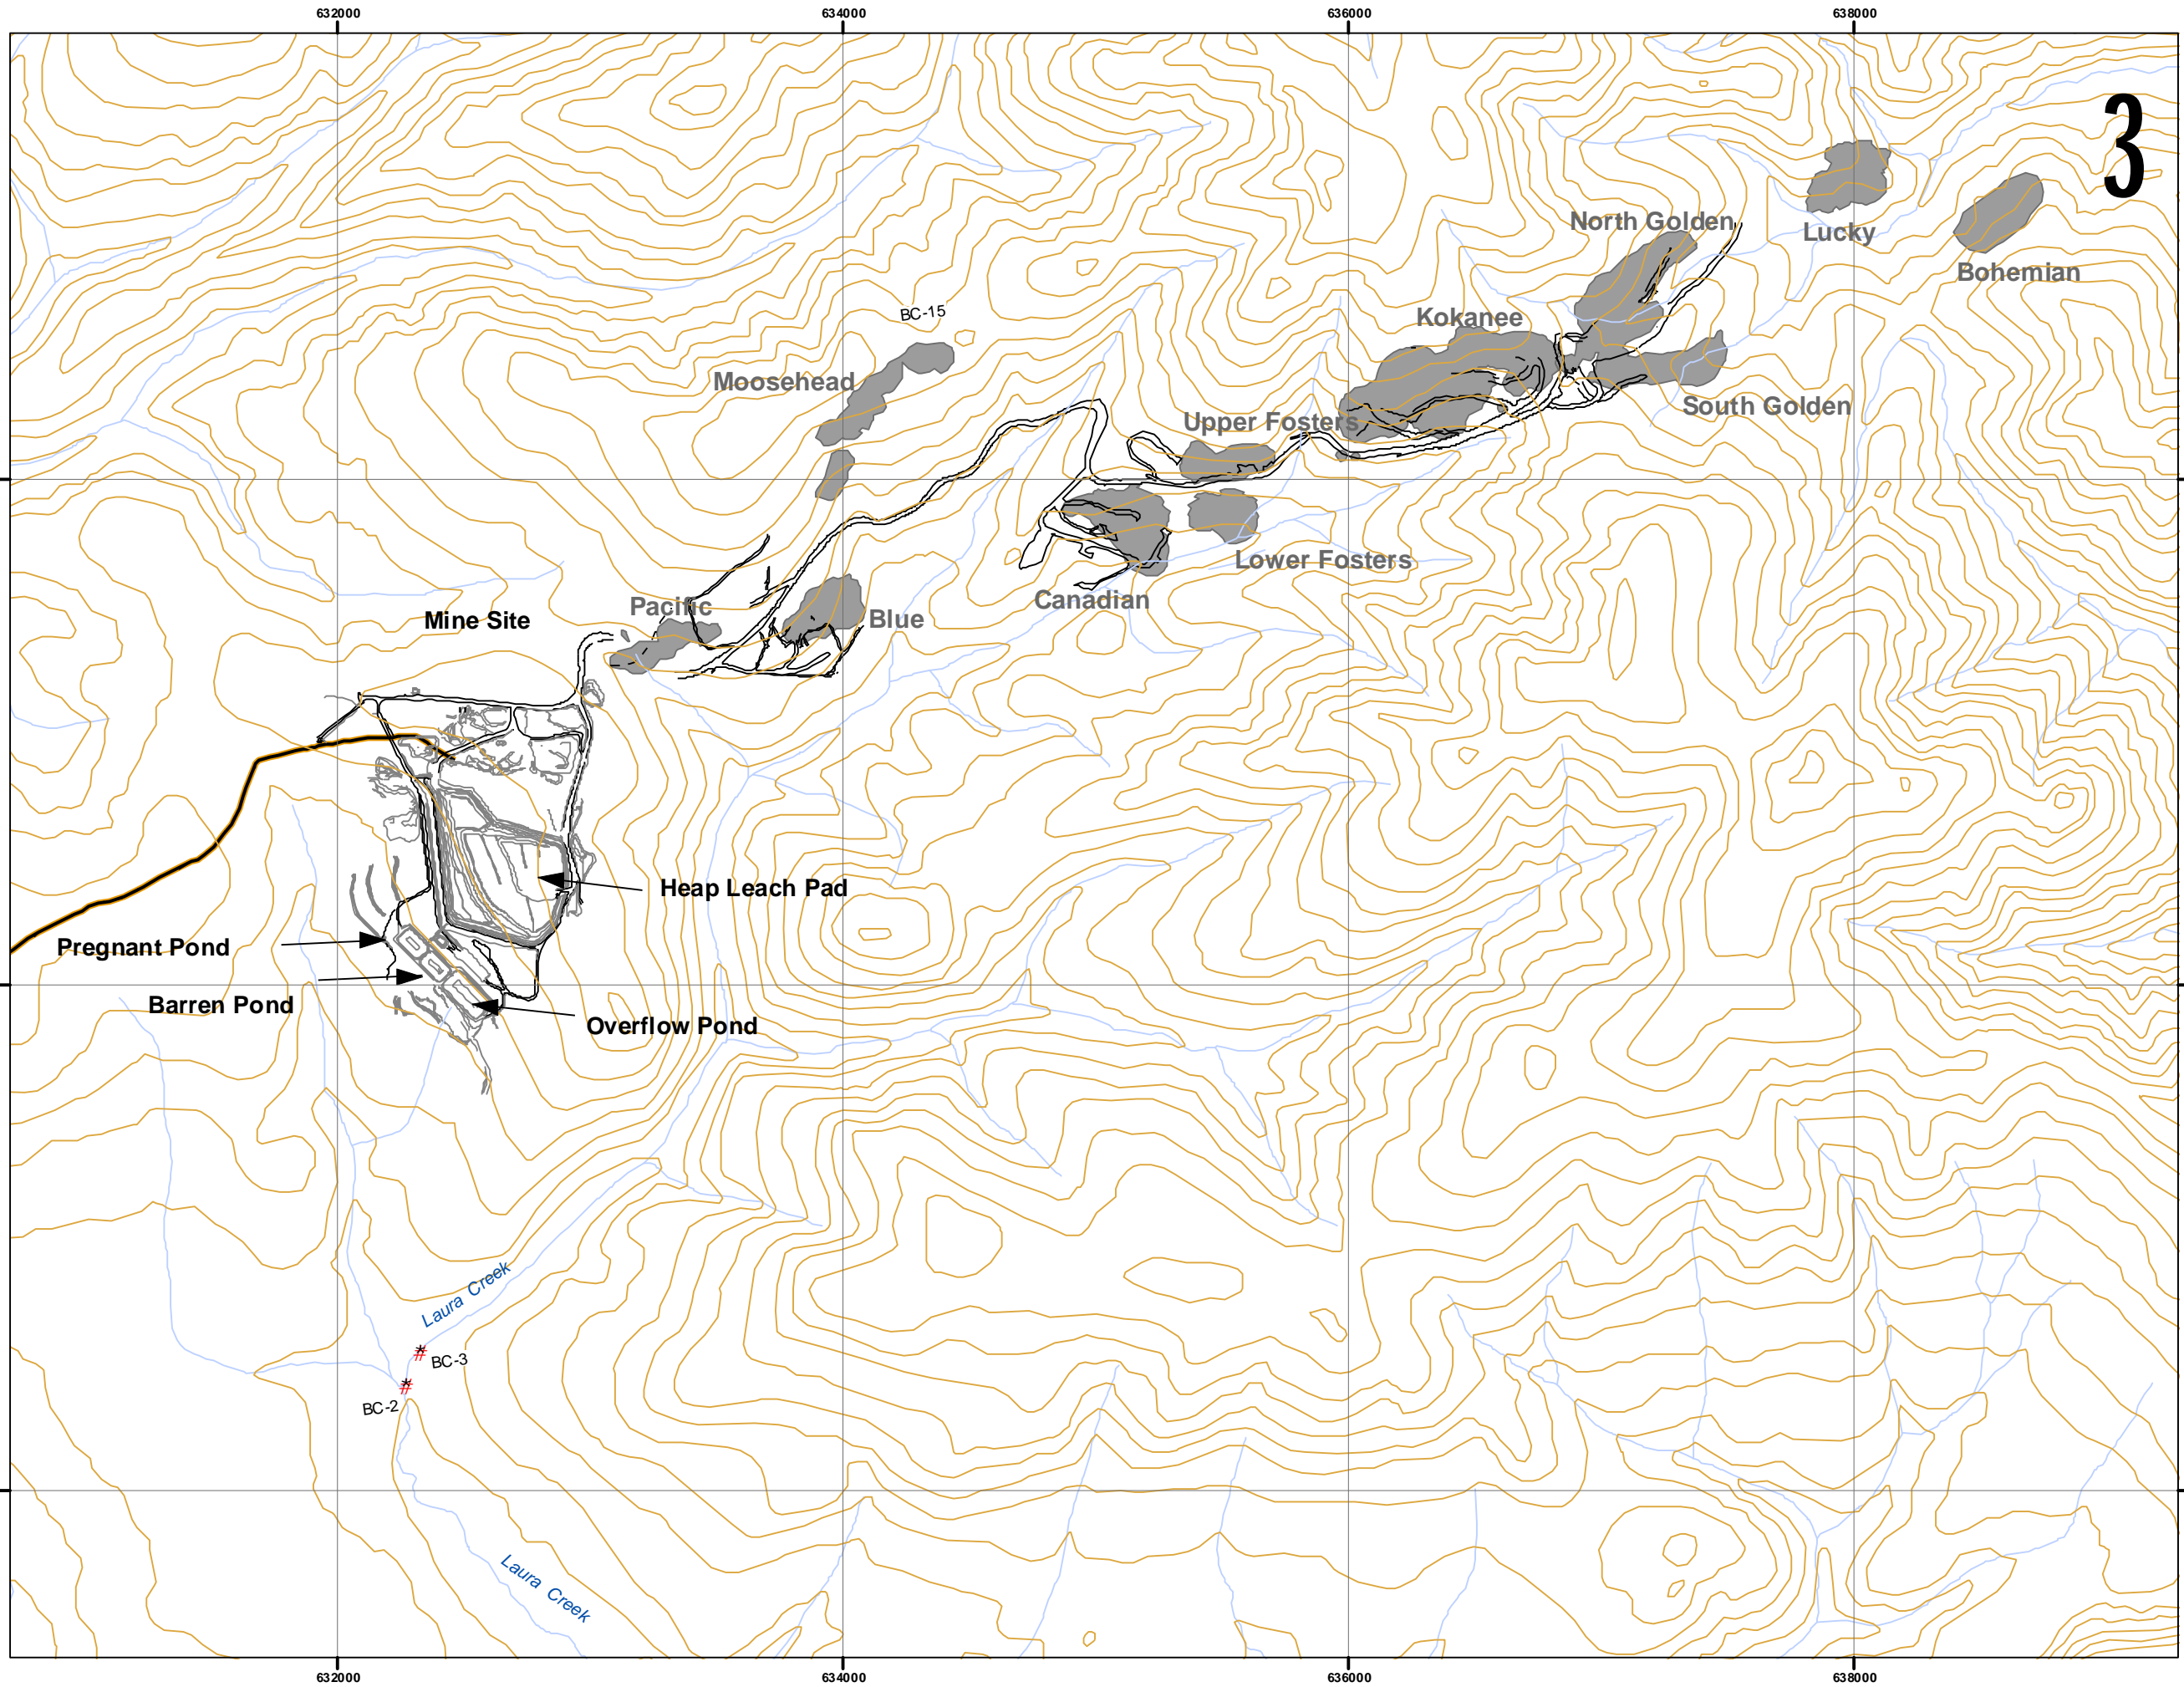 632000
634000
636000
638000
3
North Golden
Lucky
Bohemian
BC-15
Kokanee
Moosehead
South Golden
Upper Fosters
Lower Fosters
Canadian
Pacific
Mine Site
Blue
Heap Leach Pad
Pregnant Pond
Barren Pond
Overflow Pond
Laura Creek
*
#
BC-3
*
#
BC-2
Laura Creek
632000
634000
636000
638000